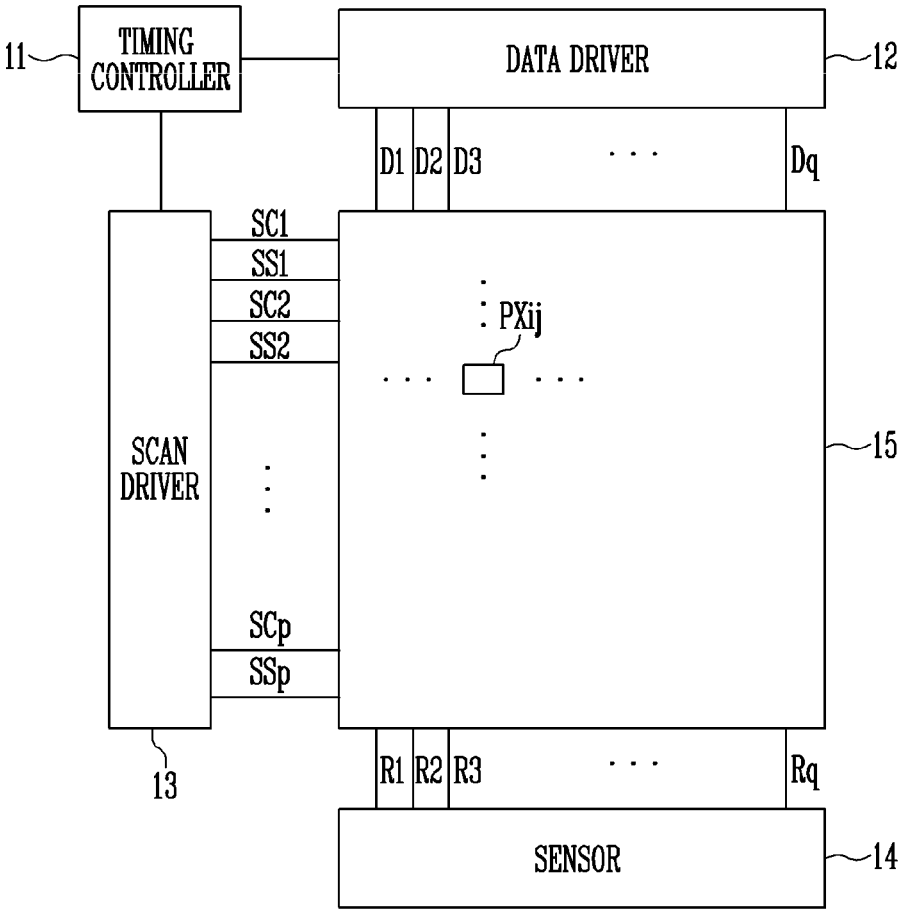 11
TIMING
CONTROLLER
DATA DRIVER
12
D1 D2 D3 . . . Dq
SC1
SS1
SC2
SS2
PXij
SCAN
DRIVER
15
SCp
SSp
13
R1 R2 R3 . . . Rq
SENSOR
14